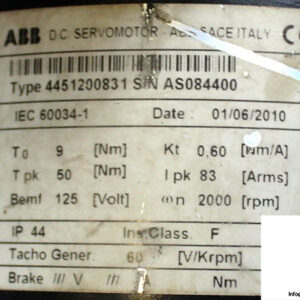 ABB DC SERVOMOTOR - ABB SACE ITALY
Type 4451200831 S/N AS084400
IEC 60034-1 Date : 01/06/2010
To 9 [Nm] Kt 0,60 [Nm/A]
T pk 50 [Nm] I pk 83 [Arms]
Bemf 125 [Volt] ωn 2000 [rpm]
IP 44 Ins.Class. F
Tacho Gener. 60 [V/Krpm]
Brake /// V /// Nm